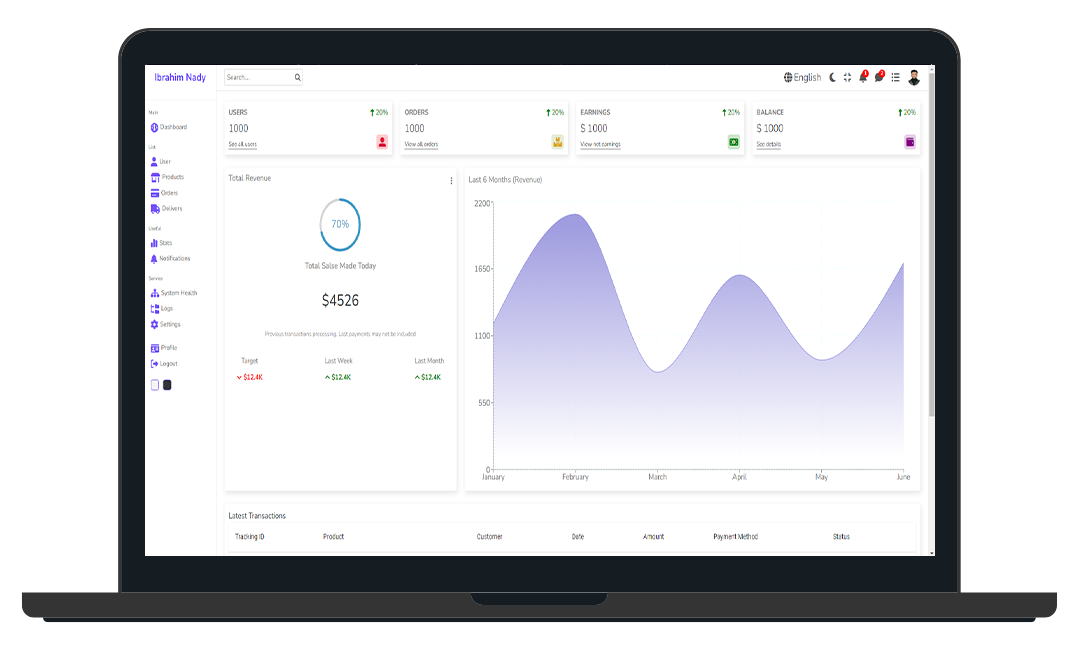 Ibrahim Nady
Search...
English
1
2
Main
Dashboard
List
User
Products
Orders
Delivers
Useful
Stats
Notifications
Service
System Health
Logs
Settings
Profile
Logout
USERS
20%
1000
See all users
ORDERS
20%
1000
View all orders
EARNINGS
20%
$ 1000
View net earnings
BALANCE
20%
$ 1000
See details
Total Revenue
70%
Total Salse Made Today
$4526
Previous transactions processing. Last payments may not be included
Target
Last Week
Last Month
$12.4K
$12.4K
$12.4K
Last 6 Months (Revenue)
2200
1650
1100
550
0
January
February
March
April
May
June
Latest Transactions
Tracking ID
Product
Customer
Date
Amount
Payment Method
Status